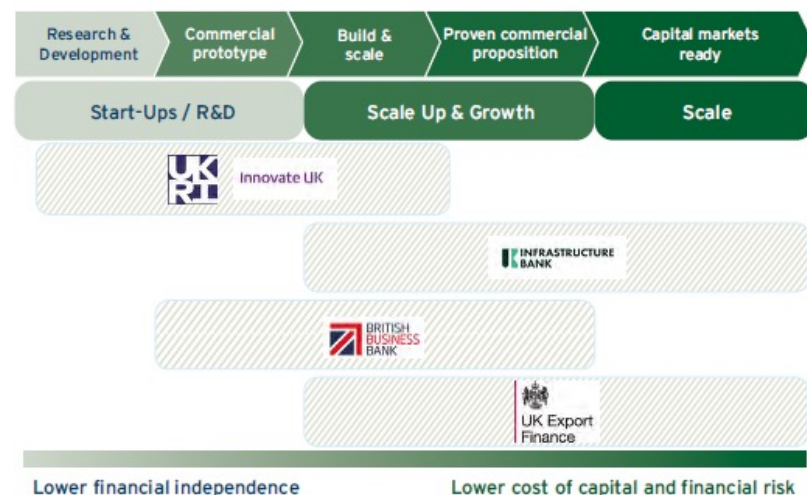 Research &
Development
Commercial
prototype
Build &
scale
Proven commercial
proposition
Capital markets
ready
Start-Ups / R&D
Scale Up & Growth
Scale
UK
RI
Innovate UK
INFRASTRUCTURE
BANK
BRITISH
BUSINESS
BANK
UK Export
Finance
Lower financial independence
Lower cost of capital and financial risk